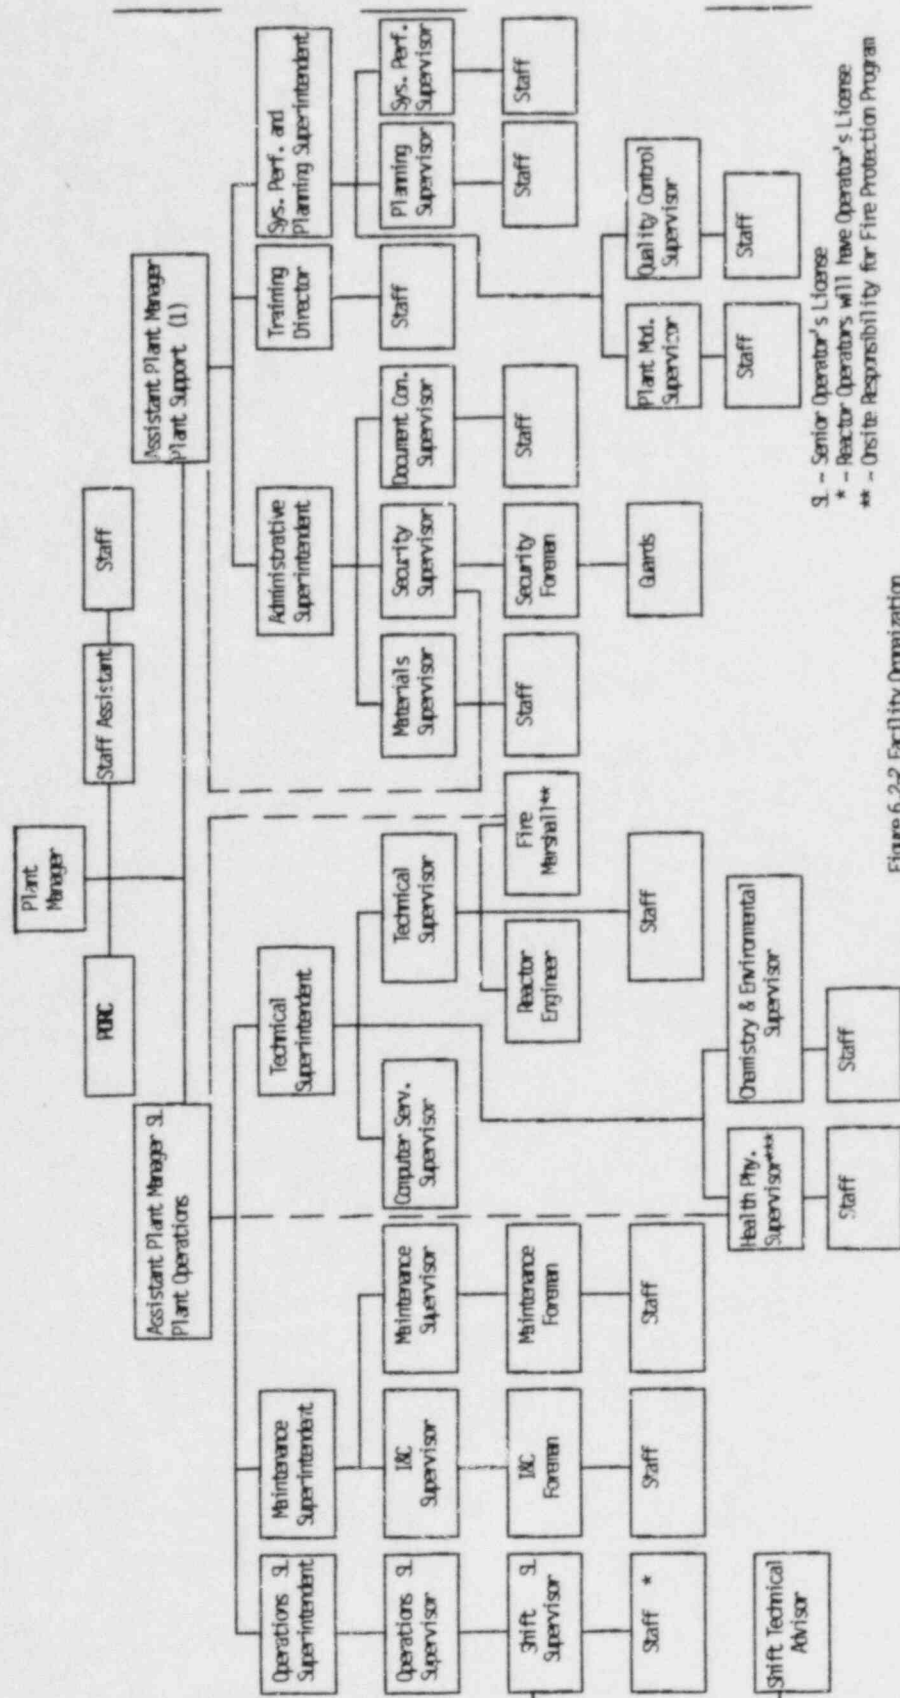 Plant
Manager
PORC
Staff Assistant
Staff
Assistant Plant Manager SL
Plant Operations
Assistant Plant Manager
Plant Support (1)
Operations SL
Superintendent
Maintenance
Superintendent
Technical
Superintendent
Administrative
Superintendent
Training
Director
Sys. Perf. and
Planning Superintendent
Operations SL
Supervisor
I&C
Supervisor
Maintenance
Supervisor
Computer Serv.
Supervisor
Technical
Supervisor
Materials
Supervisor
Security
Supervisor
Document Con.
Supervisor
Staff
Planning
Supervisor
Sys. Perf.
Supervisor
Shift SL
Supervisor
I&C
Foreman
Maintenance
Foreman
Reactor
Engineer
Fire
Marshall**
Staff
Security
Foreman
Staff
Staff
Staff
Staff *
Staff
Staff
Staff
Guards
Plant Mod.
Supervisor
Quality Control
Supervisor
Shift Technical
Advisor
Health Phy.
Supervisor***
Chemistry & Environmental
Supervisor
Staff
Staff
Staff
Staff
SL - Senior Operator's License
* - Reactor Operators will have Operator's License
** - Onsite Responsibility for Fire Protection Program
Figure 6.2-2 Facility Organization